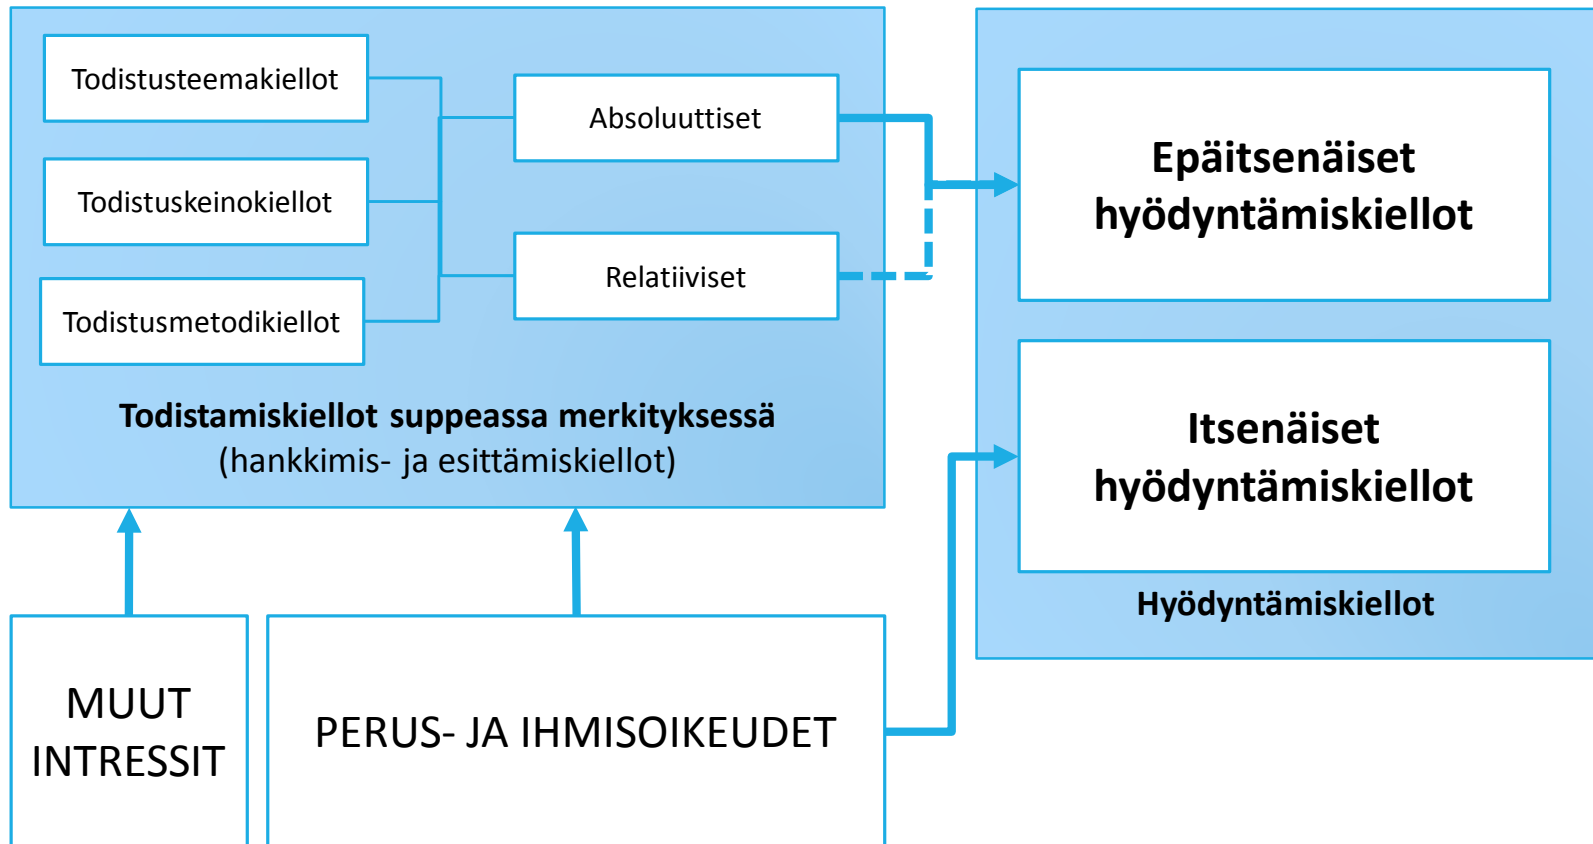 Todistusteemakiellot
Todistuskeinokiellot
Todistusmetodikiellot
Absoluuttiset
Relatiiviset
Todistamiskiellot suppeassa merkityksessä
(hankkimis- ja esittämiskiellot)
Epäitsenäiset
hyödyntämiskiellot
Itsenäiset
hyödyntämiskiellot
Hyödyntämiskiellot
MUUT
INTRESSIT
PERUS- JA IHMISOIKEUDET